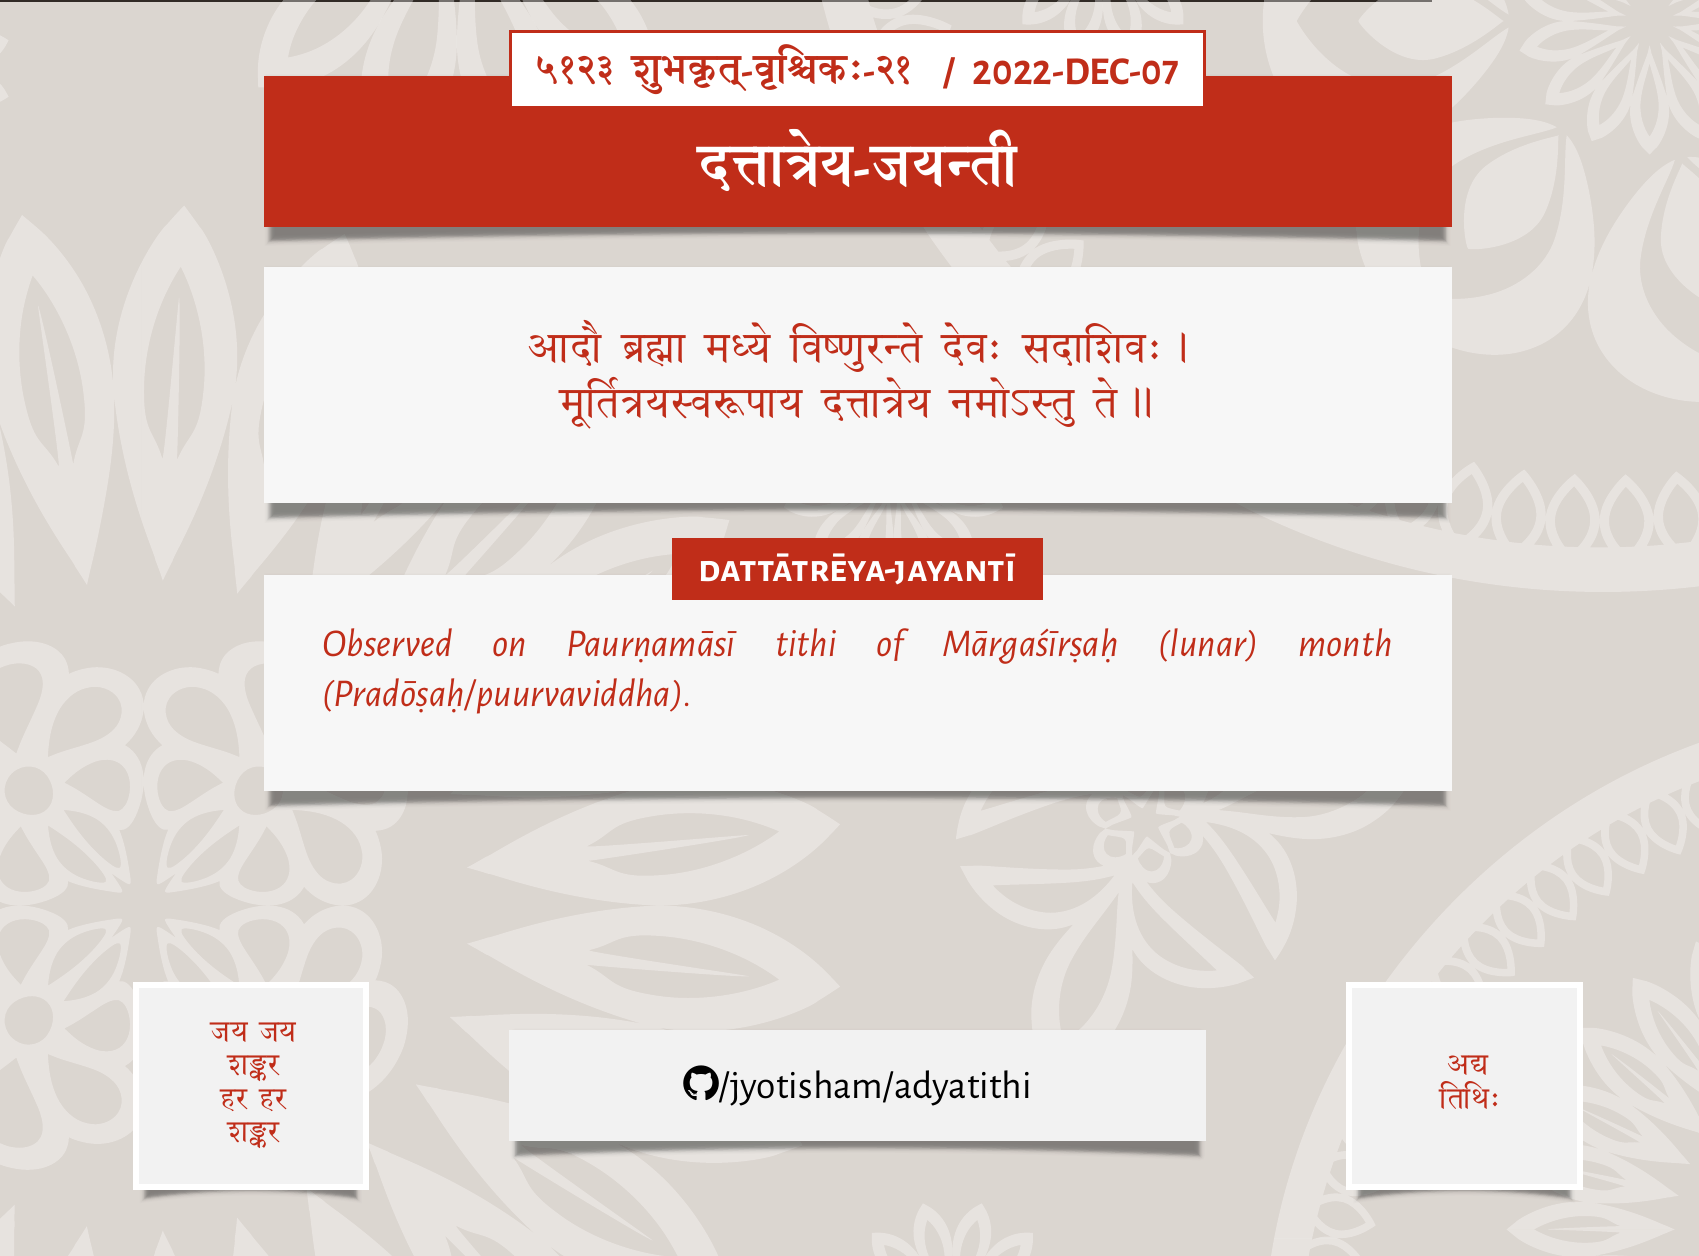 ५१२३ शुभकृत्-वृश्चिकः-२१ / 2022-DEC-07
दत्तात्रेय-जयन्ती
आदौ ब्रह्मा मध्ये विष्णुरन्ते देवः सदाशिवः ।
मूर्तित्रयस्वरूपाय दत्तात्रेय नमोऽस्तु ते ॥
DATTĀTRĒYA-JAYANTĪ
Observed on Paurṇamāsī tithi of Mārgaśīrṣaḥ (lunar) month
(Pradōṣaḥ/puurvaviddha).
जय जय
शङ्कर
हर हर
शङ्कर
/jyotisham/adyatithi
अद्य
तिथिः